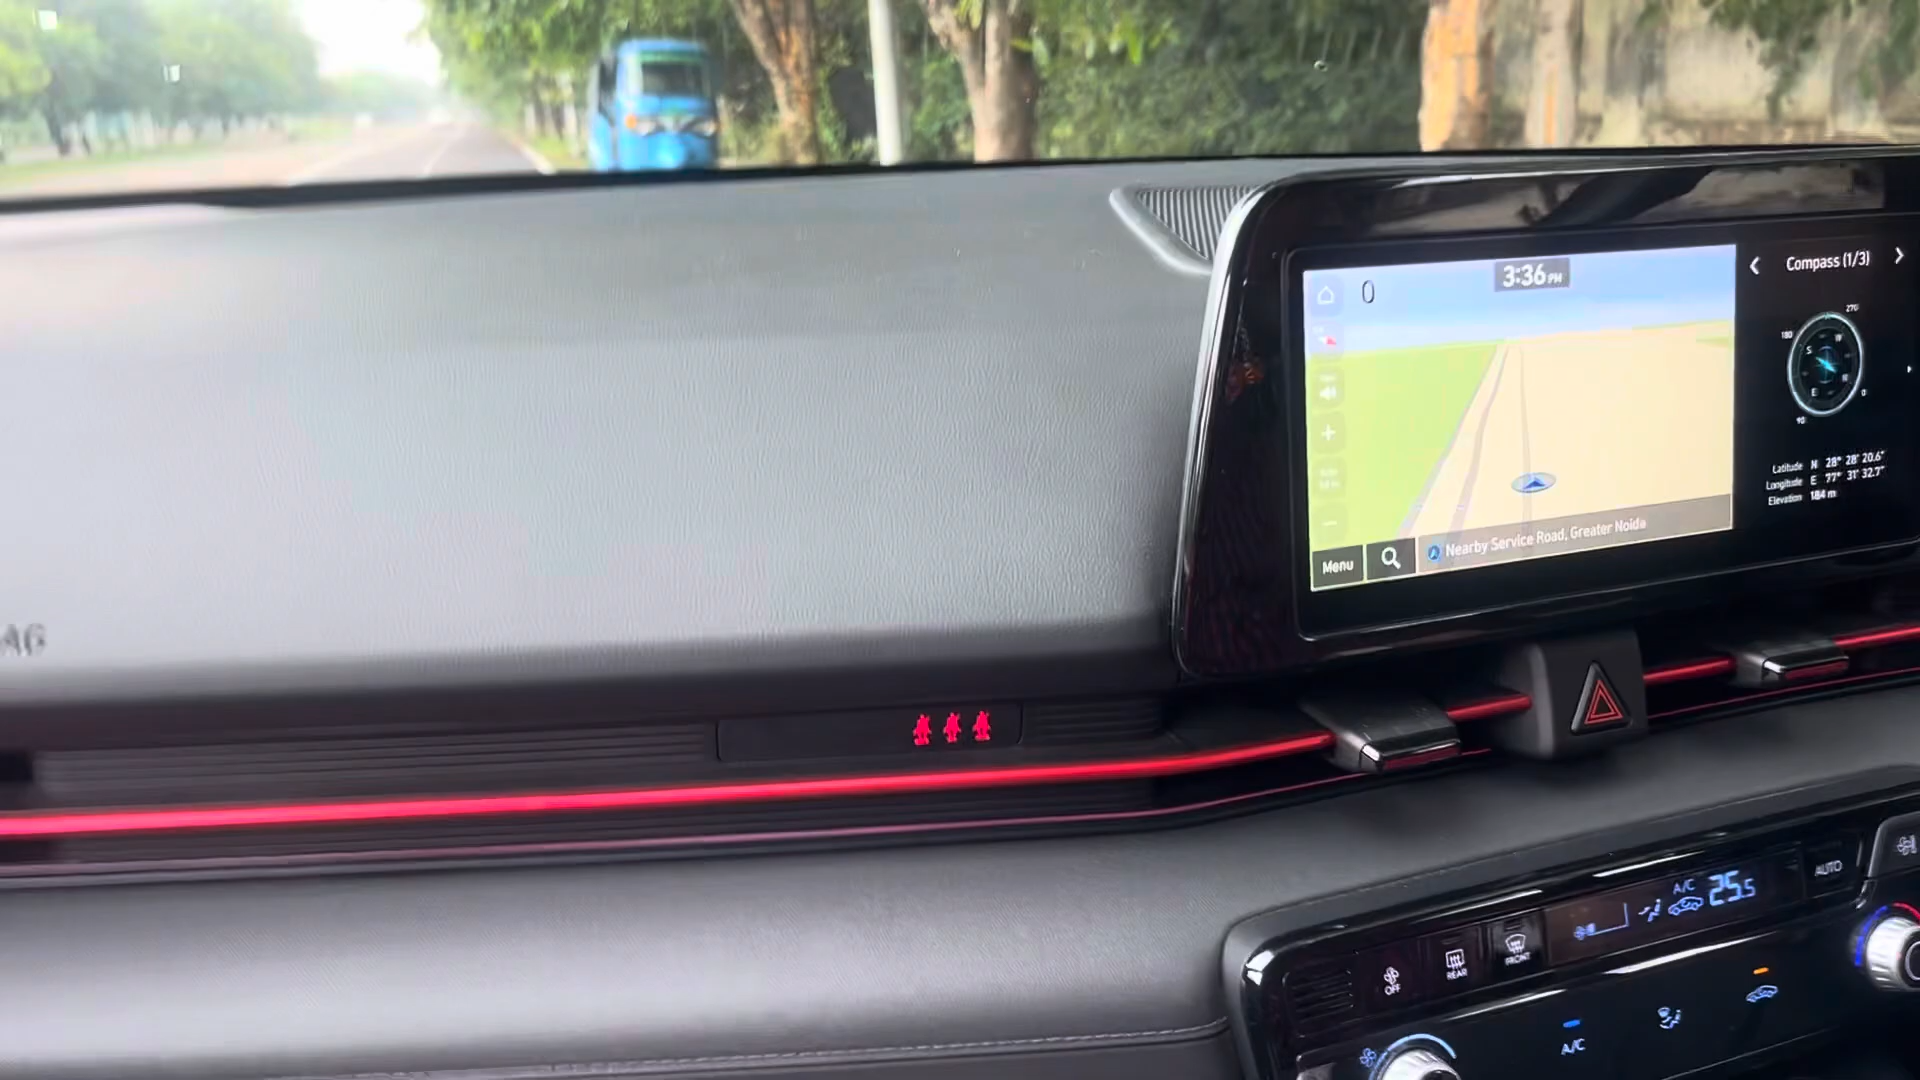 AG
0
3:36 PM
Compass (1/3)
270
180
S
W
N
E
0
90
Latitude N 28° 28' 20.6"
Longitude E 77° 31' 32.7"
Elevation 184 m
Nearby Service Road, Greater Noida
Menu
A/C
25.5
AUTO
OFF
REAR
FRONT
A/C